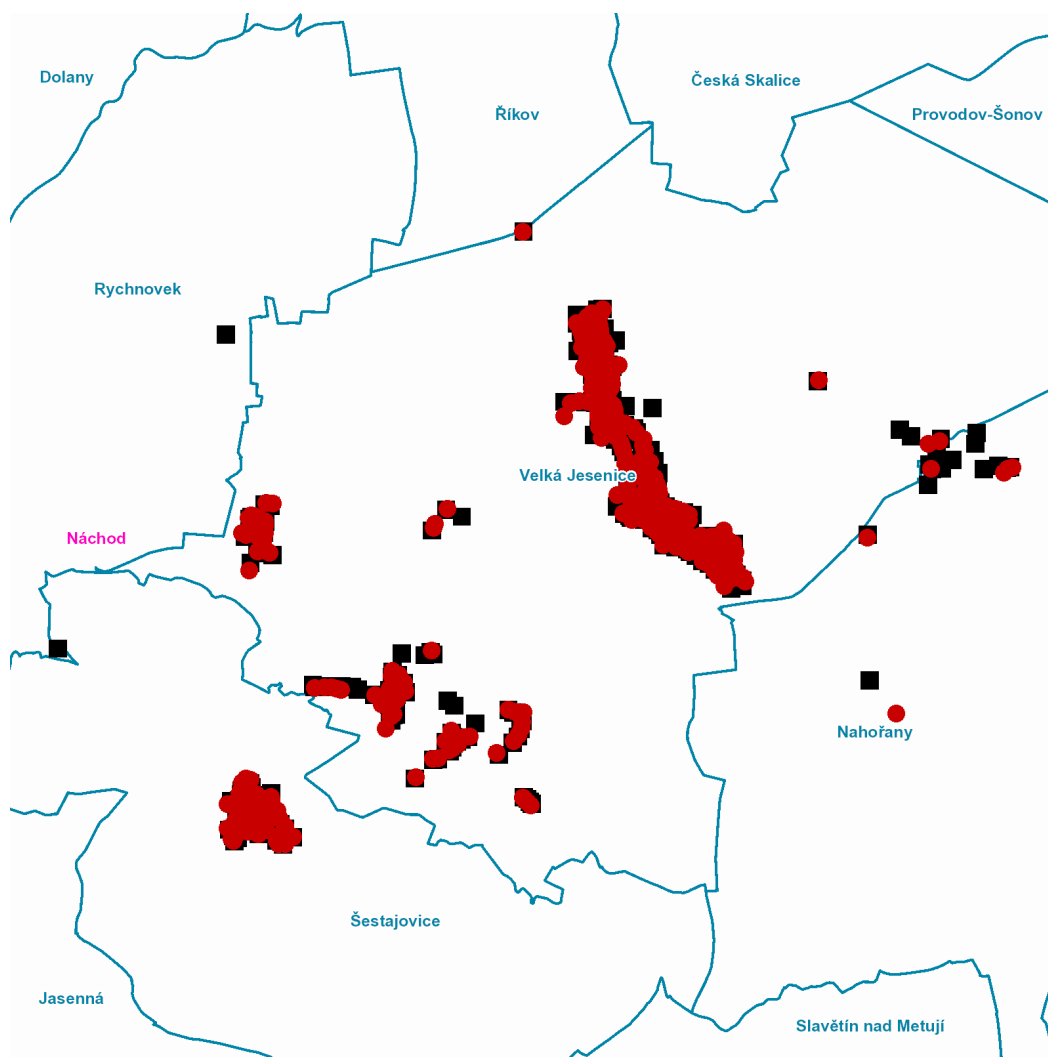 Dolany
Česká Skalice
Říkov
Provodov-Šonov
Rychnovek
Velká Jesenice
Náchod
Nahořany
Šestajovice
Jasenná
Slavětín nad Metují